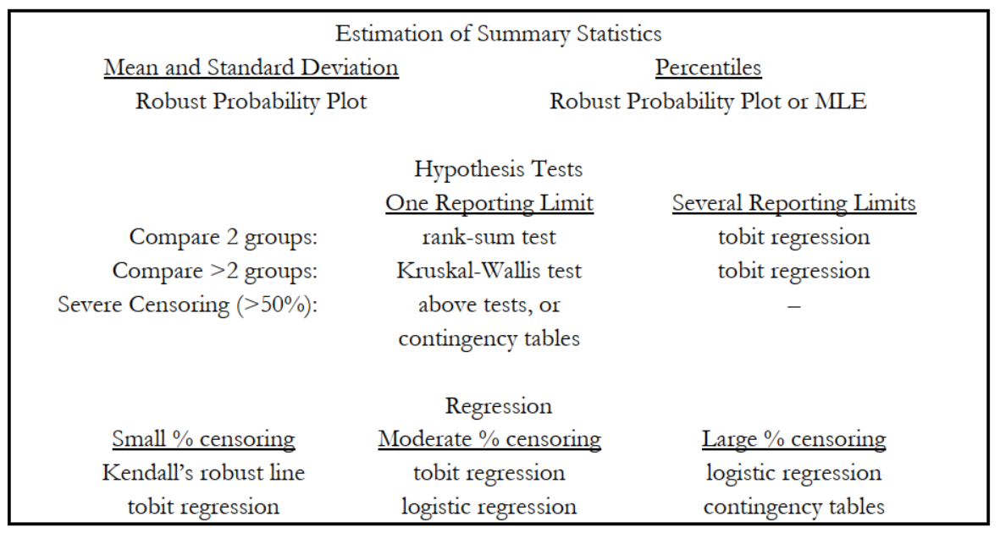 Estimation of Summary Statistics
Mean and Standard Deviation Percentiles
Robust Probability Plot Robust Probability Plot or MLE
Hypothesis Tests
One Reporting Limit Several Reporting Limits
Compare 2 groups: rank-sum test tobit regression
Compare >2 groups: Kruskal-Wallis test tobit regression
Severe Censoring (>50%): above tests, or –
contingency tables
Regression
Small % censoring Moderate % censoring Large % censoring
Kendall's robust line tobit regression logistic regression
tobit regression logistic regression contingency tables